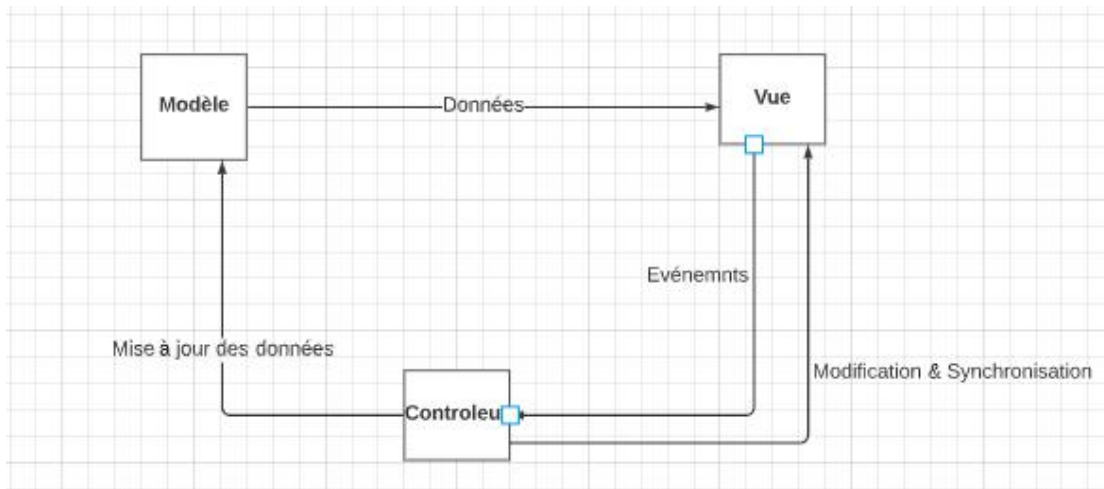 Modèle
Vue
Données
Evénemnts
Mise à jour des données
Modification & Synchronisation
Controleu